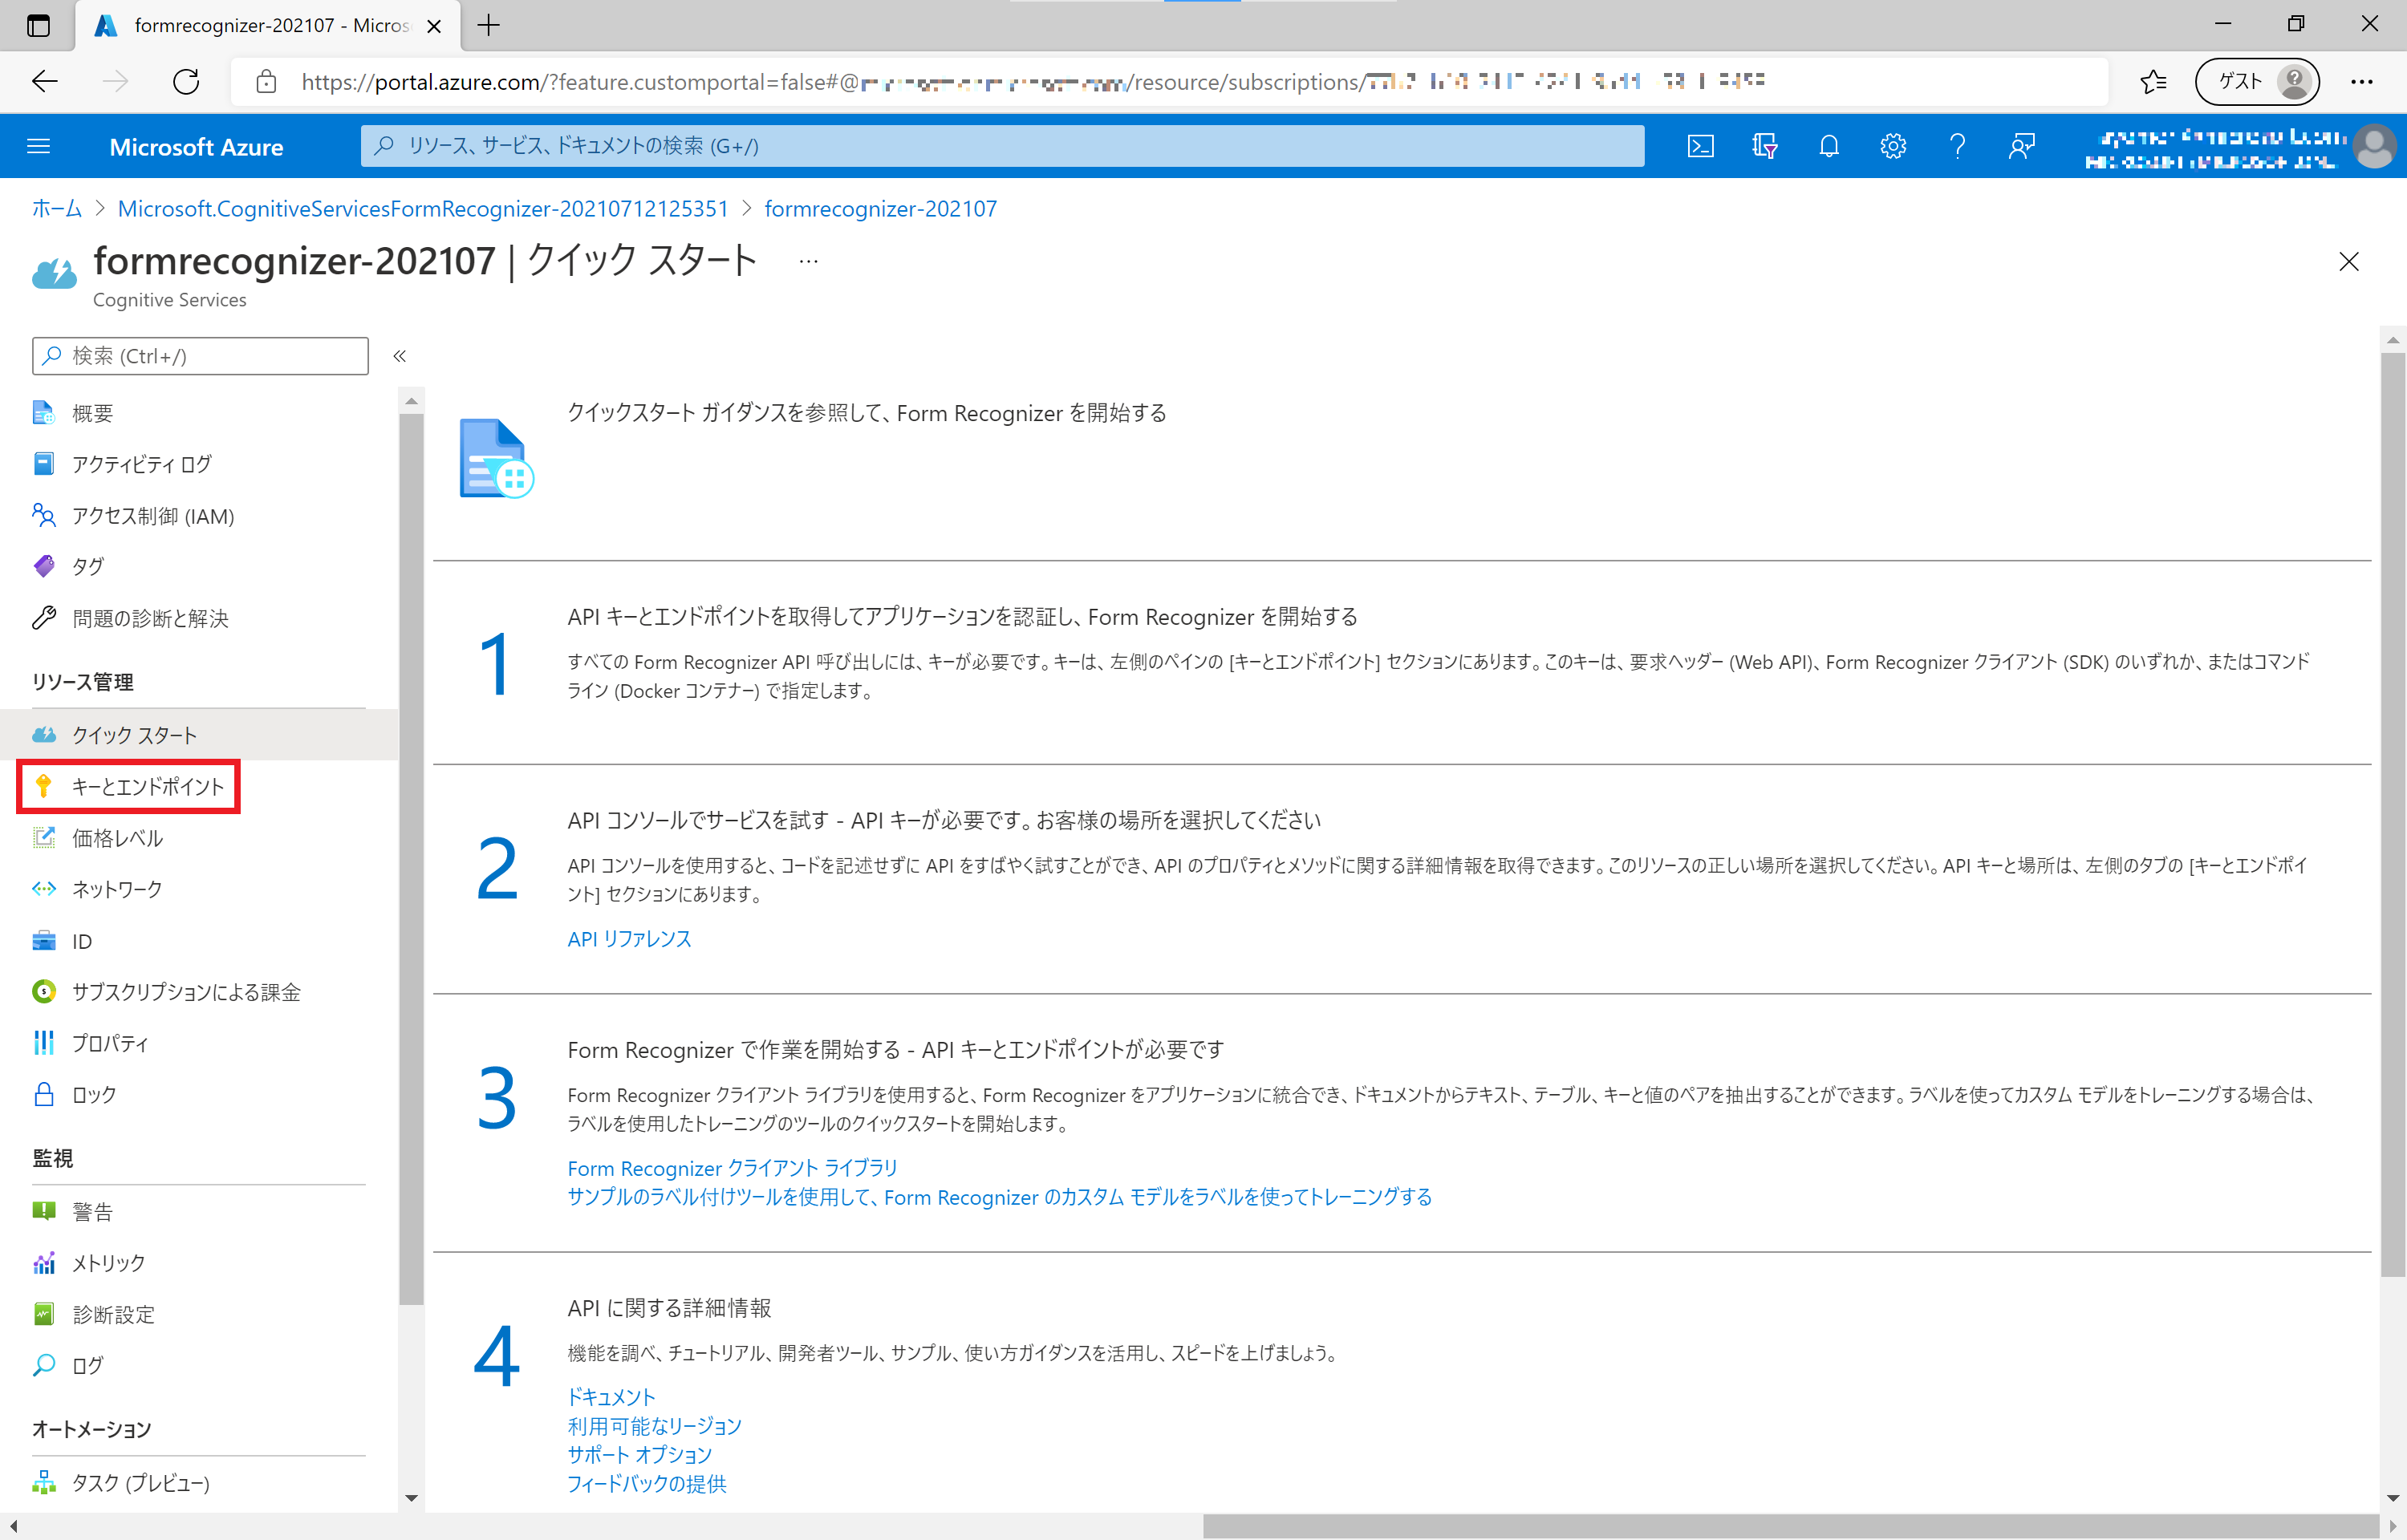 formrecognizer-202107 - Micros
https://portal.azure.com/?feature.customportal=false#@
/resource/subscriptions/
ゲスト
Microsoft Azure
リソース、サービス、ドキュメントの検索 (G+/)
ホーム > Microsoft.CognitiveServicesFormRecognizer-20210712125351 > formrecognizer-202107
formrecognizer-202107 | クイック スタート ...
Cognitive Services
検索 (Ctrl+/)
概要
アクティビティ ログ
アクセス制御 (IAM)
タグ
問題の診断と解決
リソース管理
クイック スタート
キーとエンドポイント
価格レベル
ネットワーク
ID
サブスクリプションによる課金
プロパティ
ロック
監視
警告
メトリック
診断設定
ログ
オートメーション
タスク (プレビュー)
クイックスタート ガイダンスを参照して、Form Recognizer を開始する
1
API キーとエンドポイントを取得してアプリケーションを認証し、Form Recognizer を開始する
すべての Form Recognizer API 呼び出しには、キーが必要です。キーは、左側のペインの [キーとエンドポイント] セクションにあります。このキーは、要求ヘッダー (Web API)、Form Recognizer クライアント (SDK) のいずれか、またはコマンド
ライン (Docker コンテナー) で指定します。
2
API コンソールでサービスを試す - API キーが必要です。お客様の場所を選択してください
API コンソールを使用すると、コードを記述せずに API をすばやく試すことができ、API のプロパティとメソッドに関する詳細情報を取得できます。このリソースの正しい場所を選択してください。API キーと場所は、左側のタブの [キーとエンドポイ
ント] セクションにあります。
API リファレンス
3
Form Recognizer で作業を開始する - API キーとエンドポイントが必要です
Form Recognizer クライアント ライブラリを使用すると、Form Recognizer をアプリケーションに統合でき、ドキュメントからテキスト、テーブル、キーと値のペアを抽出することができます。ラベルを使ってカスタム モデルをトレーニングする場合は、
ラベルを使用したトレーニングのツールのクイックスタートを開始します。
Form Recognizer クライアント ライブラリ
サンプルのラベル付けツールを使用して、Form Recognizer のカスタム モデルをラベルを使ってトレーニングする
4
API に関する詳細情報
機能を調べ、チュートリアル、開発者ツール、サンプル、使い方ガイダンスを活用し、スピードを上げましょう。
ドキュメント
利用可能なリージョン
サポート オプション
フィードバックの提供